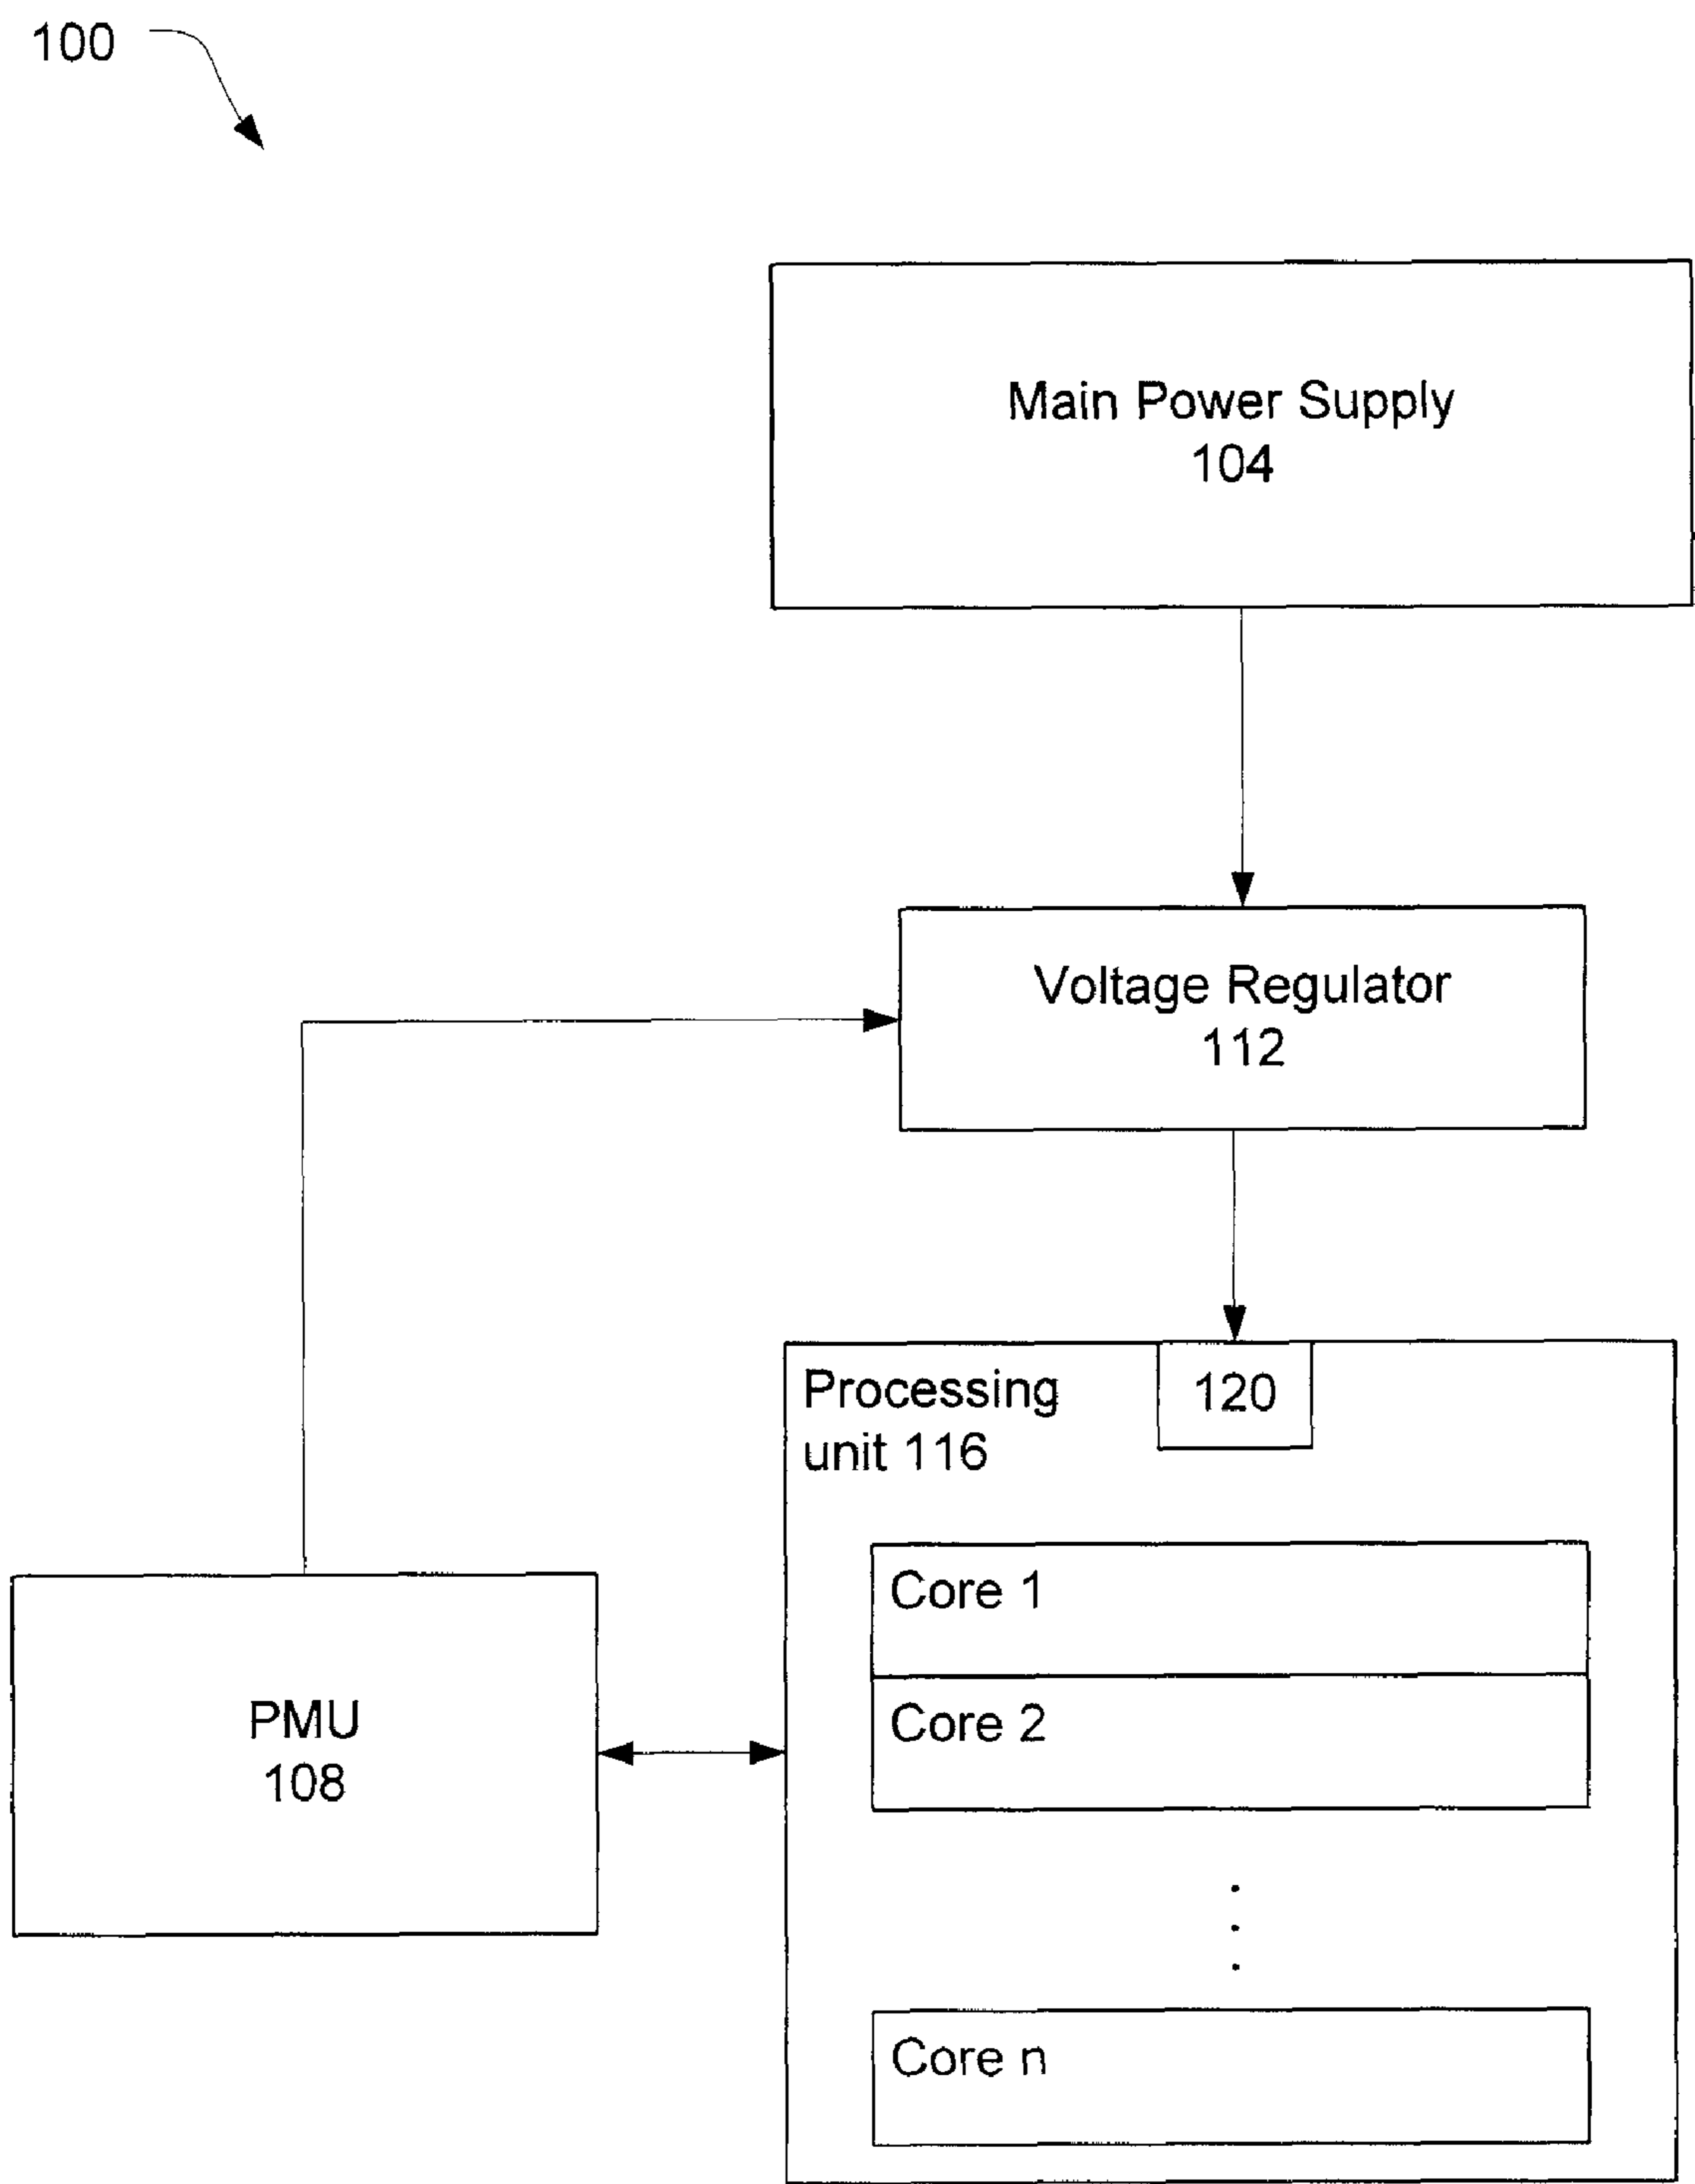 100
Main Power Supply
104
Voltage Regulator
112
Processing
unit 116
120
Core 1
Core 2
PMU
108
Core n